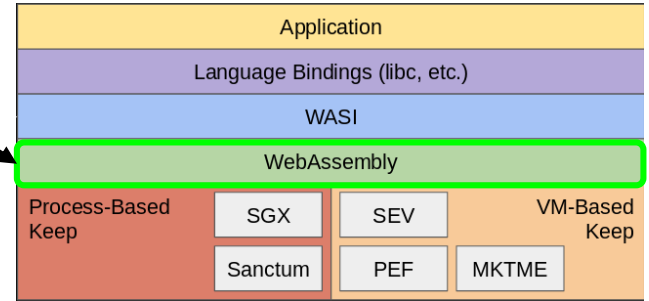 Application
Language Bindings (libc, etc.)
WASI
WebAssembly
Process-Based
Keep
SGX
Sanctum
SEV
PEF
MKTME
VM-Based
Keep